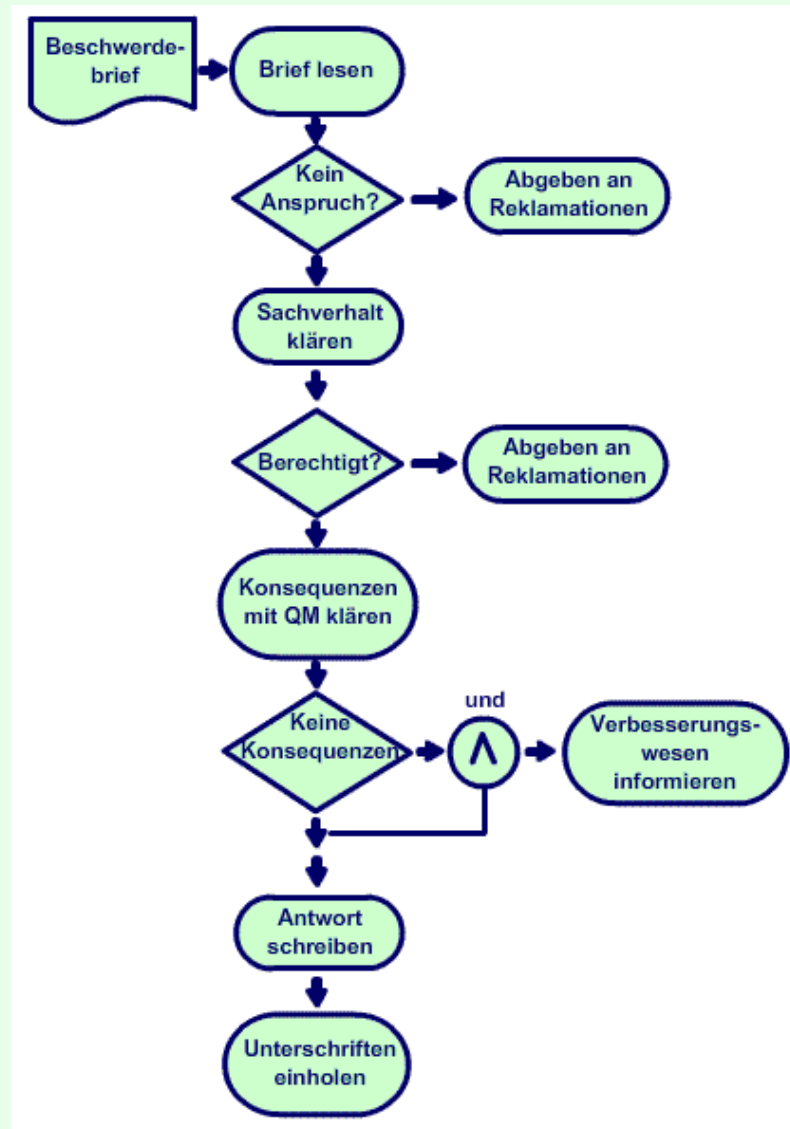 Beschwerde-
brief
Brief lesen
Kein
Anspruch?
Abgeben an
Reklamationen
Sachverhalt
klären
Berechtigt?
Abgeben an
Reklamationen
Konsequenzen
mit QM klären
Keine
Konsequenzen
und
Λ
Verbesserungs-
wesen
informieren
Antwort
schreiben
Unterschriften
einholen